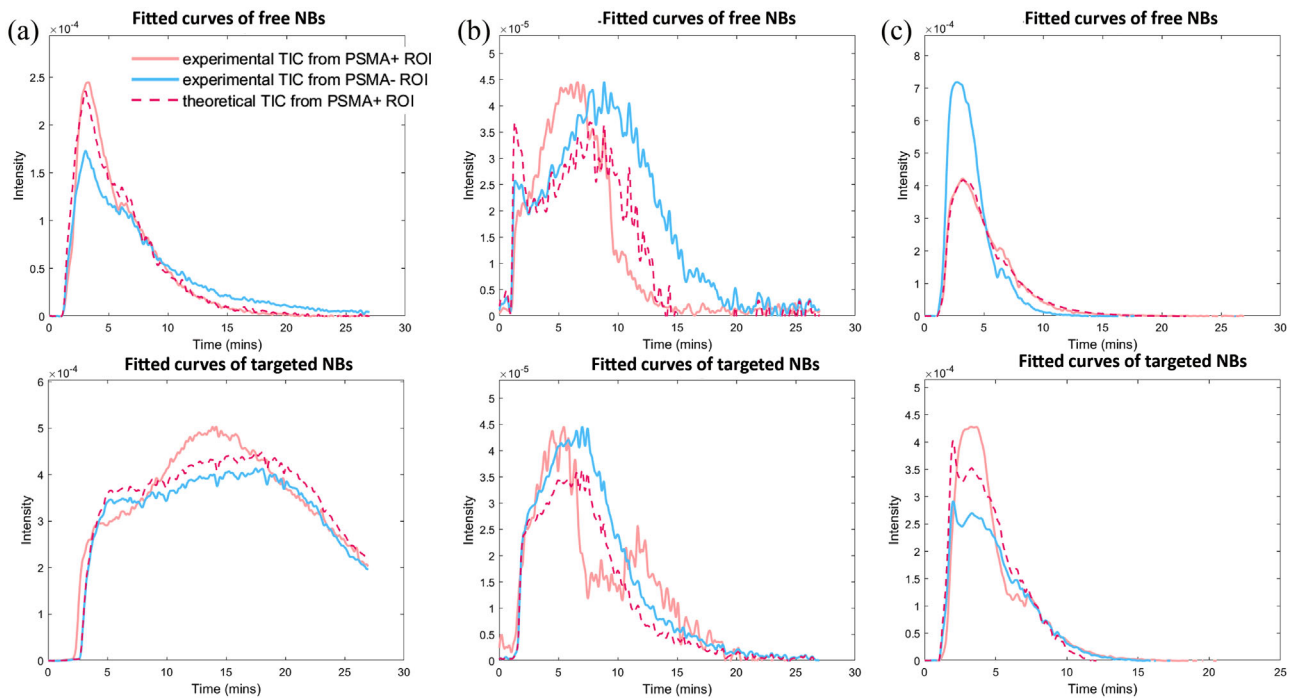 (a)
Fitted curves of free NBs
×10⁻⁴
experimental TIC from PSMA+ ROI
experimental TIC from PSMA- ROI
theoretical TIC from PSMA+ ROI
Intensity
3
2.5
2
1.5
1
0.5
0
0 5 10 15 20 25 30
Time (mins)
(b)
-Fitted curves of free NBs
×10⁻⁵
Intensity
5
4.5
4
3.5
3
2.5
2
1.5
1
0.5
0
0 5 10 15 20 25 30
Time (mins)
(c)
.Fitted curves of free NBs
×10⁻⁴
Intensity
8
7
6
5
4
3
2
1
0
0 5 10 15 20 25 30
Time (mins)
Fitted curves of targeted NBs
×10⁻⁴
Intensity
6
5
4
3
2
1
0
0 5 10 15 20 25 30
Time (mins)
Fitted curves of targeted NBs
×10⁻⁵
Intensity
5
4.5
4
3.5
3
2.5
2
1.5
1
0.5
0
0 5 10 15 20 25 30
Time (mins)
Fitted curves of targeted NBs
×10⁻⁴
Intensity
5
4.5
4
3.5
3
2.5
2
1.5
1
0.5
0
0 5 10 15 20 25
Time (mins)